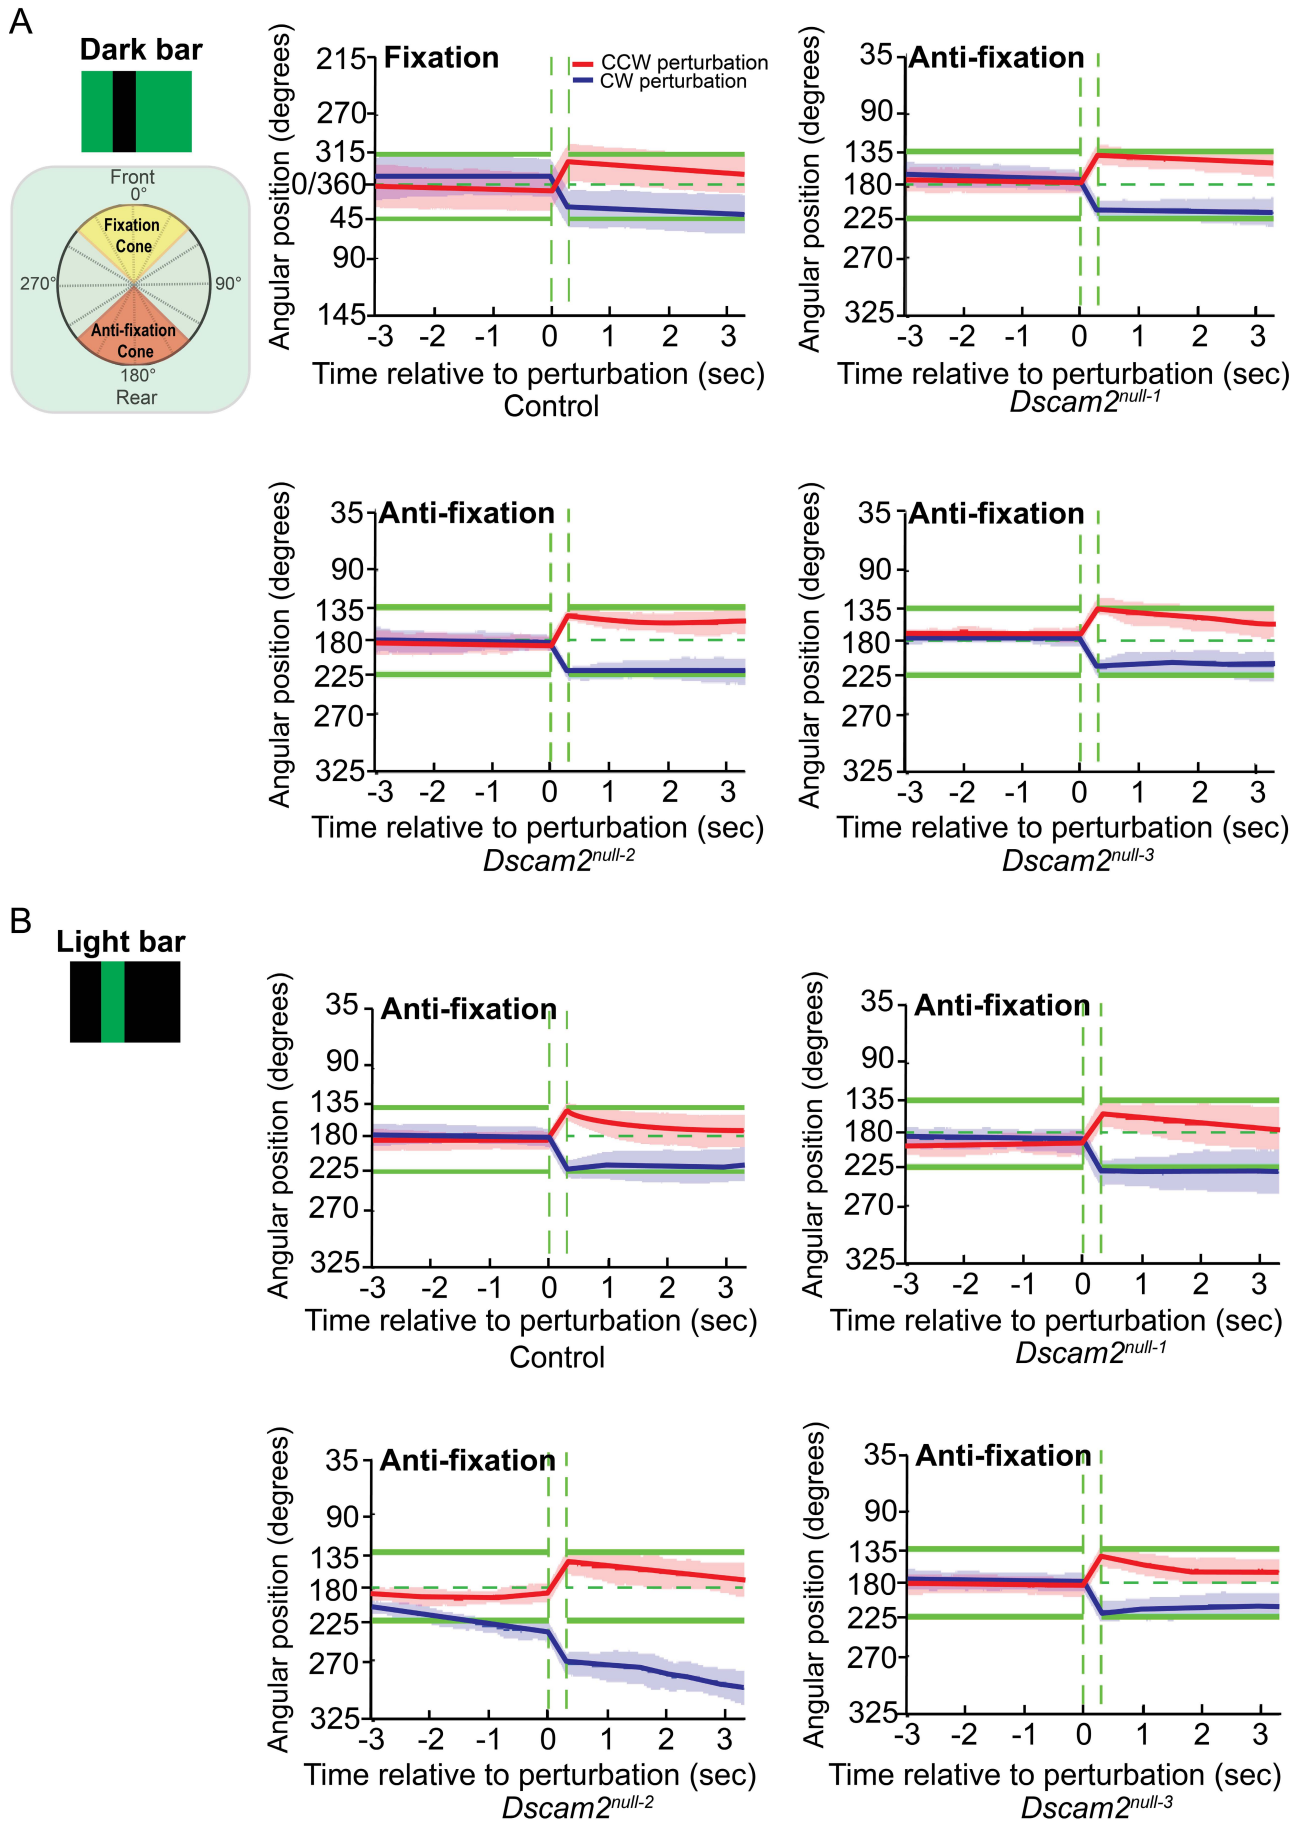 A
Dark bar
Front
0°
Fixation
Cone
270°
90°
Anti-fixation
Cone
180°
Rear
Angular position (degrees)
Fixation
CCW perturbation
CW perturbation
215
270
315
0/360
45
90
145
-3 -2 -1 0 1 2 3
Time relative to perturbation (sec)
Control
Angular position (degrees)
Anti-fixation
35
90
135
180
225
270
325
-3 -2 -1 0 1 2 3
Time relative to perturbation (sec)
Dscam2null-1
Angular position (degrees)
Anti-fixation
35
90
135
180
225
270
325
-3 -2 -1 0 1 2 3
Time relative to perturbation (sec)
Dscam2null-2
Angular position (degrees)
Anti-fixation
35
90
135
180
225
270
325
-3 -2 -1 0 1 2 3
Time relative to perturbation (sec)
Dscam2null-3
B
Light bar
Angular position (degrees)
Anti-fixation
35
90
135
180
225
270
325
-3 -2 -1 0 1 2 3
Time relative to perturbation (sec)
Control
Angular position (degrees)
Anti-fixation
35
90
135
180
225
270
325
-3 -2 -1 0 1 2 3
Time relative to perturbation (sec)
Dscam2null-1
Angular position (degrees)
Anti-fixation
35
90
135
180
225
270
325
-3 -2 -1 0 1 2 3
Time relative to perturbation (sec)
Dscam2null-2
Angular position (degrees)
Anti-fixation
35
90
135
180
225
270
325
-3 -2 -1 0 1 2 3
Time relative to perturbation (sec)
Dscam2null-3